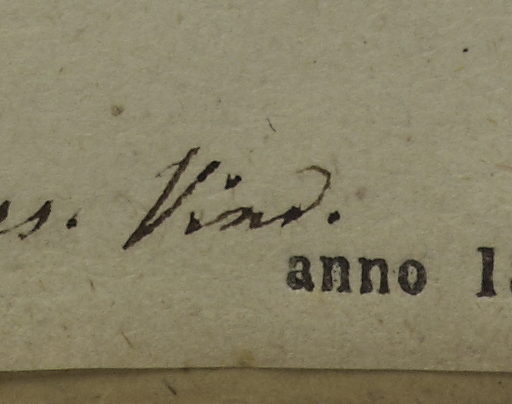 s. Vind.
anno 1